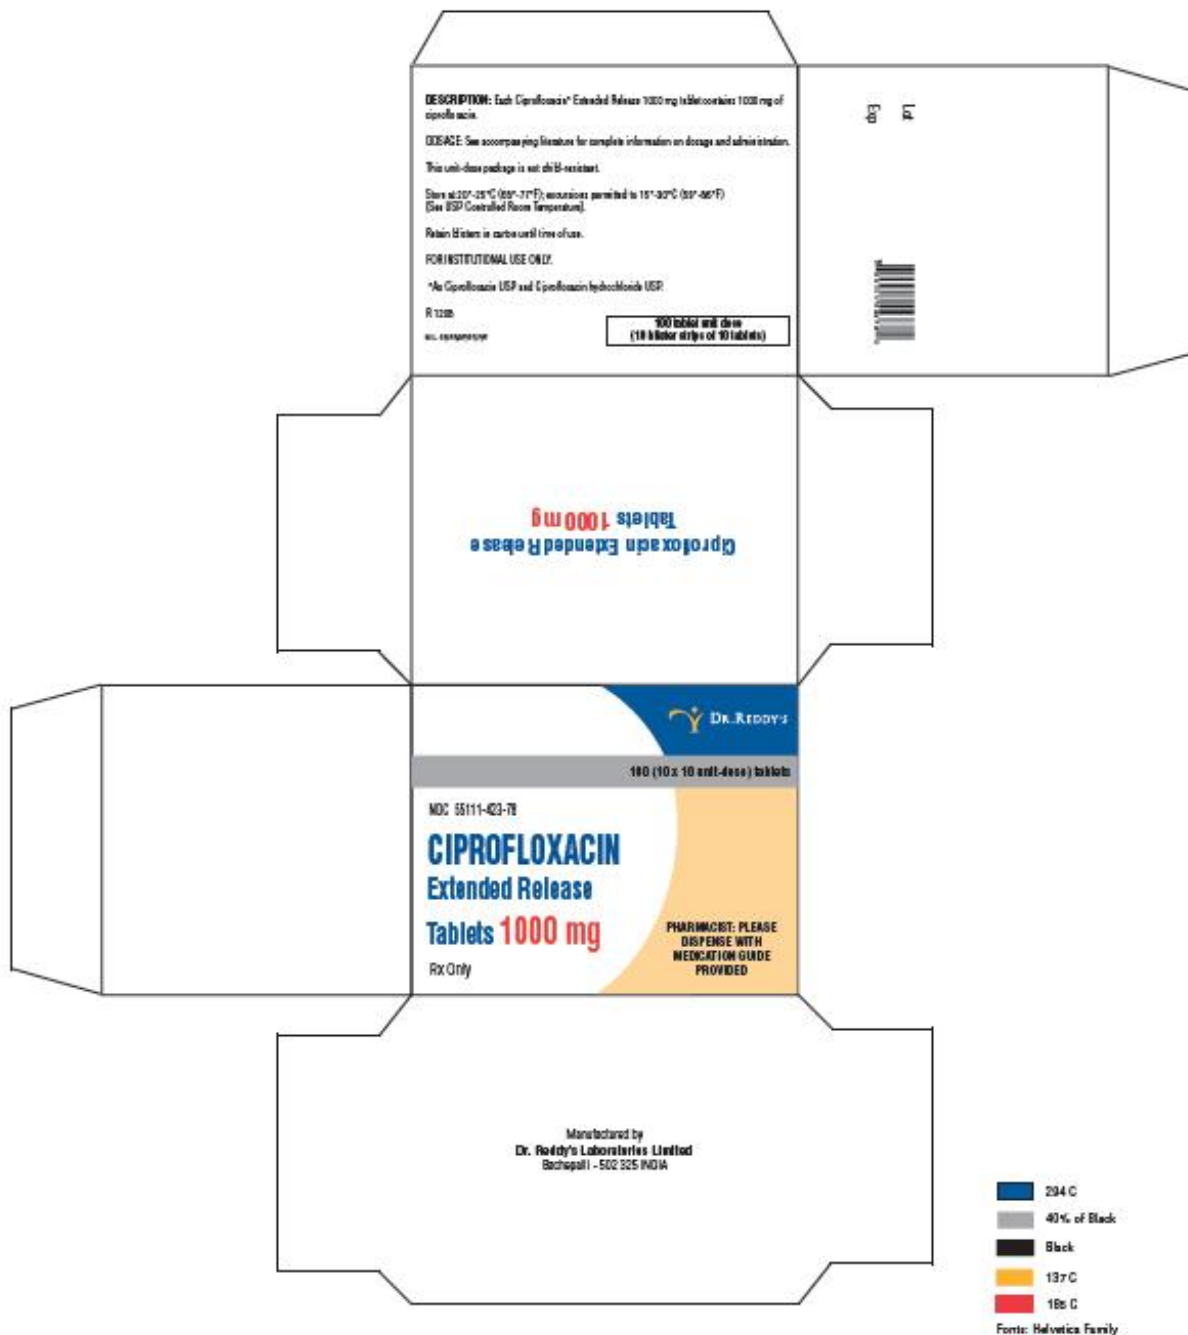 DESCRIPTION: Each Ciprofloxacin* Extended Release 1000 mg tablet contains 1000 mg of
ciprofloxacin.
DOSAGE: See accompanying literature for complete information on dosage and administration.
This unit-dose package is not child-resistant.
Store at 20°-25°C (68°-77°F); excursions permitted to 15°-30°C (59°-86°F)
[See USP Controlled Room Temperature].
Retain blisters in carton until time of use.
FOR INSTITUTIONAL USE ONLY.
*As Ciprofloxacin USP and Ciprofloxacin hydrochloride USP.
100 tablet unit dose
(10 blister strips of 10 tablets)
Lot
Exp
Ciprofloxacin Extended Release
Tablets 1000 mg
DR.REDDY'S
100 (10 x 10 unit-dose) tablets
NDC 55111-423-78
CIPROFLOXACIN
Extended Release
Tablets 1000 mg
Rx Only
PHARMACIST: PLEASE
DISPENSE WITH
MEDICATION GUIDE
PROVIDED
Manufactured by
Dr. Reddy's Laboratories Limited
Bachepalli - 502 325 INDIA
294 C
40% of Black
Black
137 C
185 C
Fonts: Helvetica Family